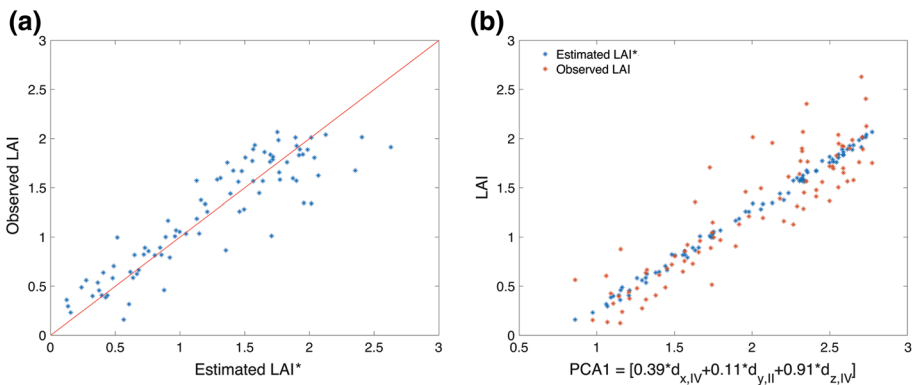 (a)
3
2.5
2
1.5
1
0.5
0
Observed LAI
0 0.5 1 1.5 2 2.5 3
Estimated LAI*
(b)
3
2.5
2
1.5
1
0.5
0
LAI
Estimated LAI*
Observed LAI
0.5 1 1.5 2 2.5 3
PCA1 = [0.39*d_{x,IV}+0.11*d_{y,II}+0.91*d_{z,IV}]